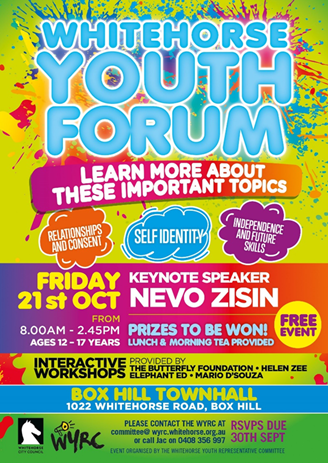 WHITEHORSE
YOUTH
FORUM
LEARN MORE ABOUT
THESE IMPORTANT TOPICS
RELATIONSHIPS
AND CONSENT
SELF IDENTITY
INDEPENDENCE
AND FUTURE
SKILLS
FRIDAY
21st OCT
FROM
8.00AM - 2.45PM
AGES 12 - 17 YEARS
KEYNOTE SPEAKER
NEVO ZISIN
PRIZES TO BE WON!
LUNCH & MORNING TEA PROVIDED
FREE
EVENT
INTERACTIVE
WORKSHOPS
PROVIDED BY
THE BUTTERFLY FOUNDATION • HELEN ZEE
ELEPHANT ED • MARIO D'SOUZA
BOX HILL TOWNHALL
1022 WHITEHORSE ROAD, BOX HILL
WHITEHORSE
CITY COUNCIL
WYRC
PLEASE CONTACT THE WYRC AT
committee@ wyrc.whitehorse.org.au
or call Jac on 0408 356 997
RSVPS DUE
30TH SEPT
EVENT ORGANISED BY THE WHITEHORSE YOUTH REPRESENTATIVE COMMITTEE